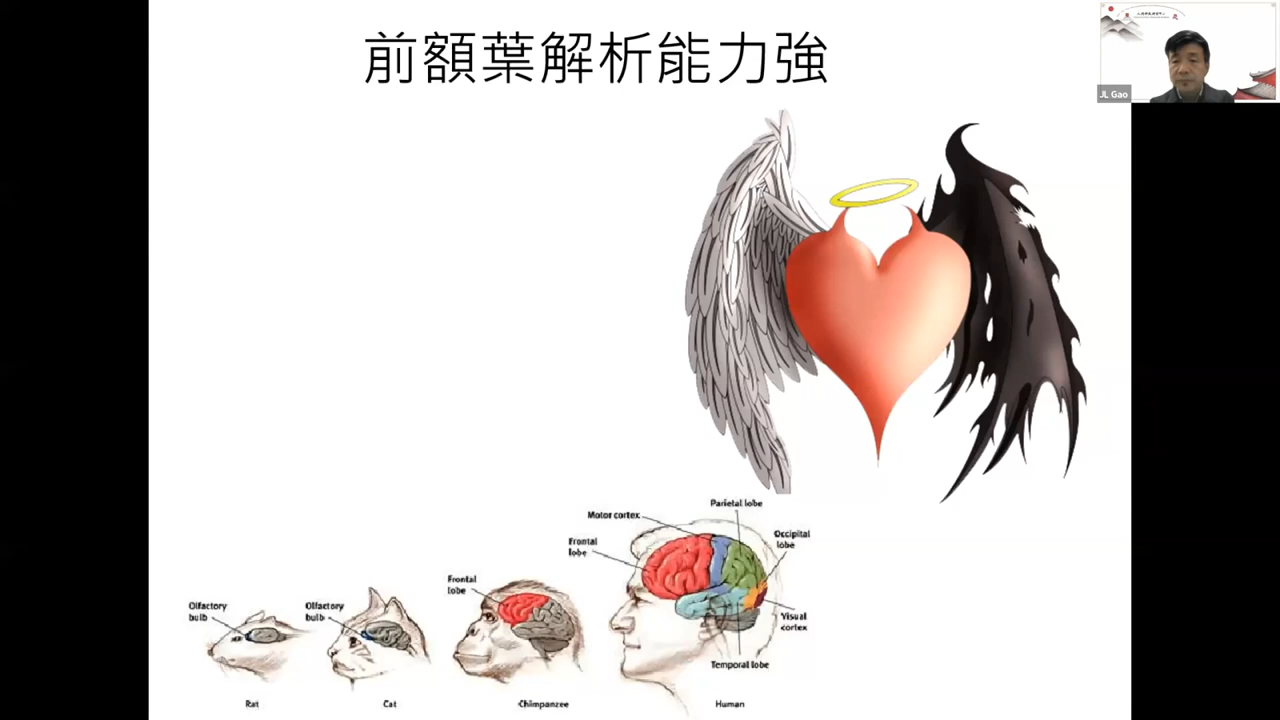 前額葉解析能力強
JL Gao
Parietal lobe
Motor cortex
Occipital
lobe
Frontal
lobe
Frontal
lobe
Olfactory
bulb
Olfactory
bulb
Visual
cortex
Temporal lobe
Rat
Cat
Chimpanzee
Human